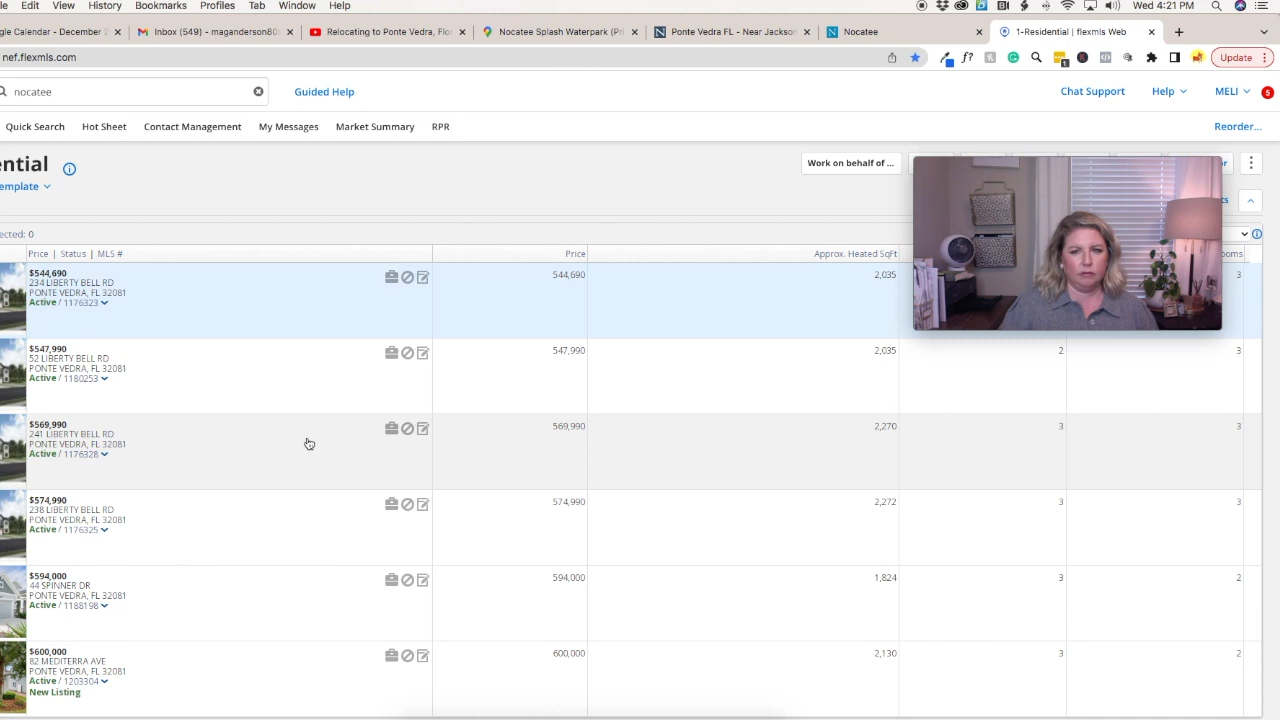 Edit View History Bookmarks Profiles Tab Window Help Wed 4:21 PM
gle Calendar - December 2 Inbox (549) - maganderson80 Relocating to Ponte Vedra, Flo Nocatee Splash Waterpark (Pri Ponte Vedra FL - Near Jackson Nocatee 1-Residential | flexmls Web
nef.flexmls.com f? 1 Update
nocatee Guided Help Chat Support Help MELI 5
Quick Search Hot Sheet Contact Management My Messages Market Summary RPR Reorder...
ential
Work on behalf of ... or
emplate
ts
ected: 0
Price | Status | MLS # Price Approx. Heated SqFt ooms
$544,690 544,690 2,035 3
234 LIBERTY BELL RD
PONTE VEDRA, FL 32081
Active / 1176323
$547,990 547,990 2,035 2 3
52 LIBERTY BELL RD
PONTE VEDRA, FL 32081
Active / 1180253
$569,990 569,990 2,270 3 3
241 LIBERTY BELL RD
PONTE VEDRA, FL 32081
Active / 1176328
$574,990 574,990 2,272 3 3
238 LIBERTY BELL RD
PONTE VEDRA, FL 32081
Active / 1176325
$594,000 594,000 1,824 3 2
44 SPINNER DR
PONTE VEDRA, FL 32081
Active / 1188198
$600,000 600,000 2,130 3 2
82 MEDITERRA AVE
PONTE VEDRA, FL 32081
Active / 1203304
New Listing